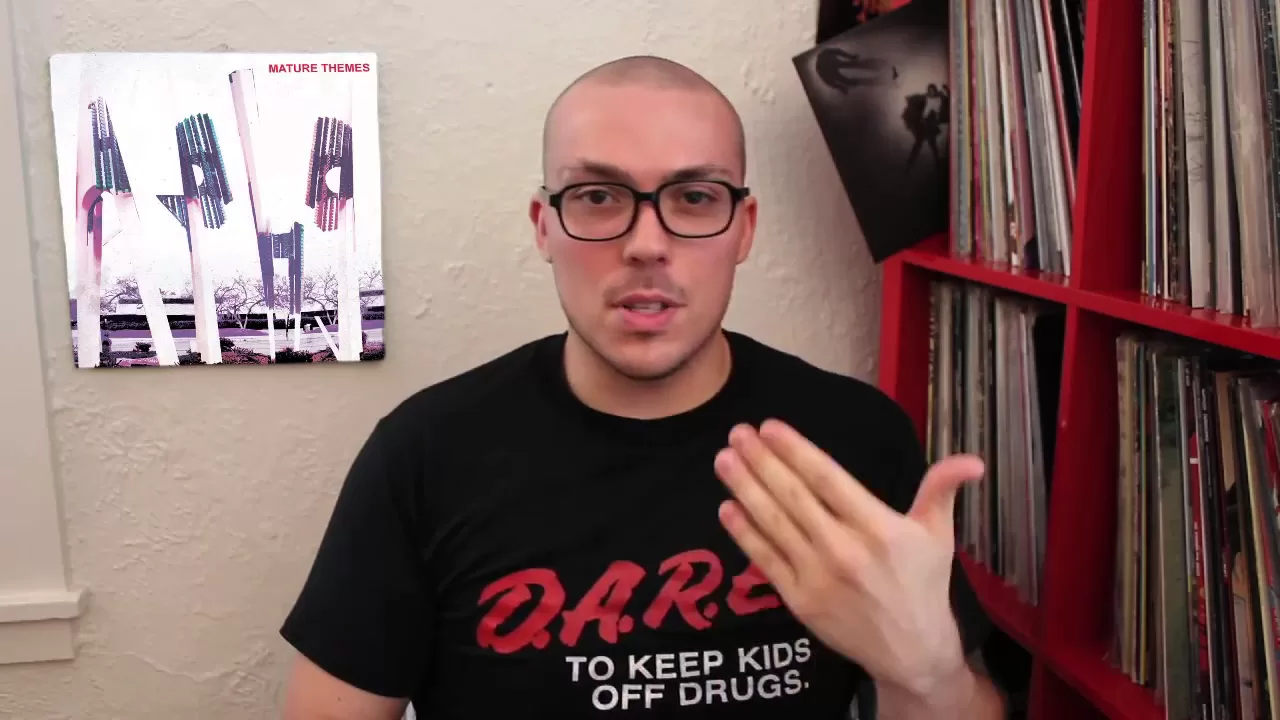 MATURE THEMES
D.A.R.E
TO KEEP KIDS
OFF DRUGS.